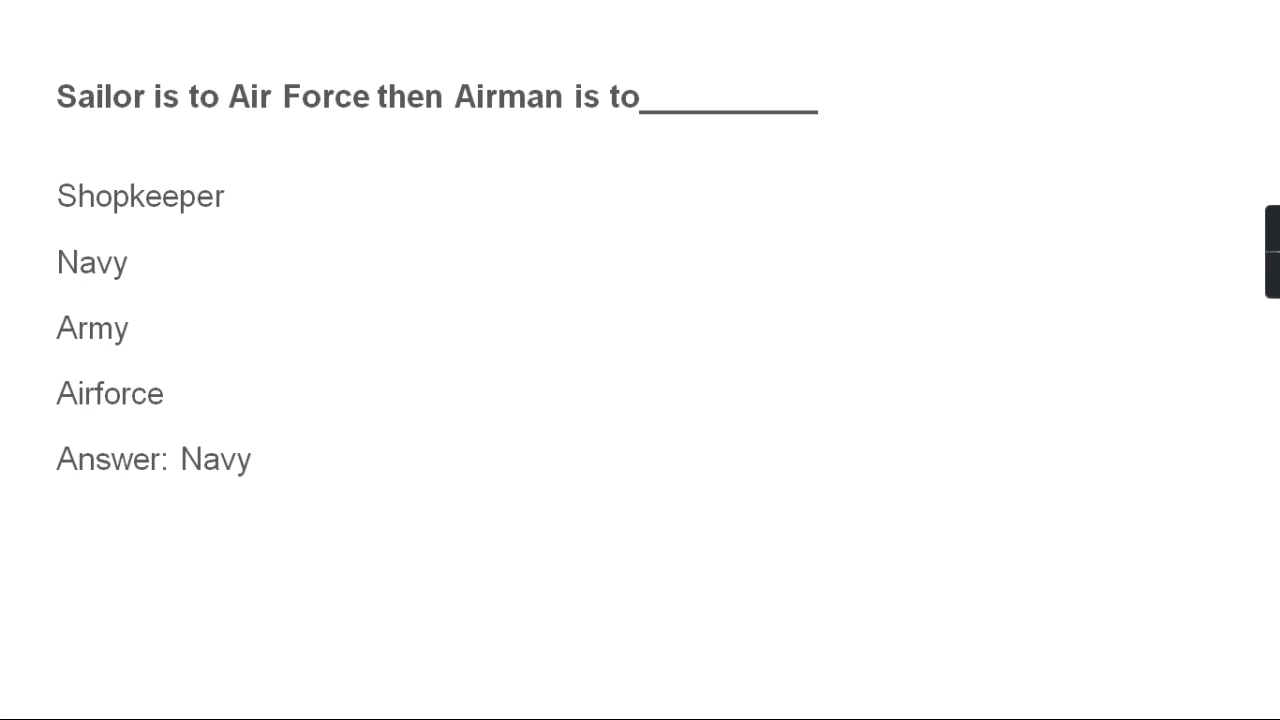 Sailor is to Air Force then Airman is to__________
Shopkeeper
Navy
Army
Airforce
Answer: Navy